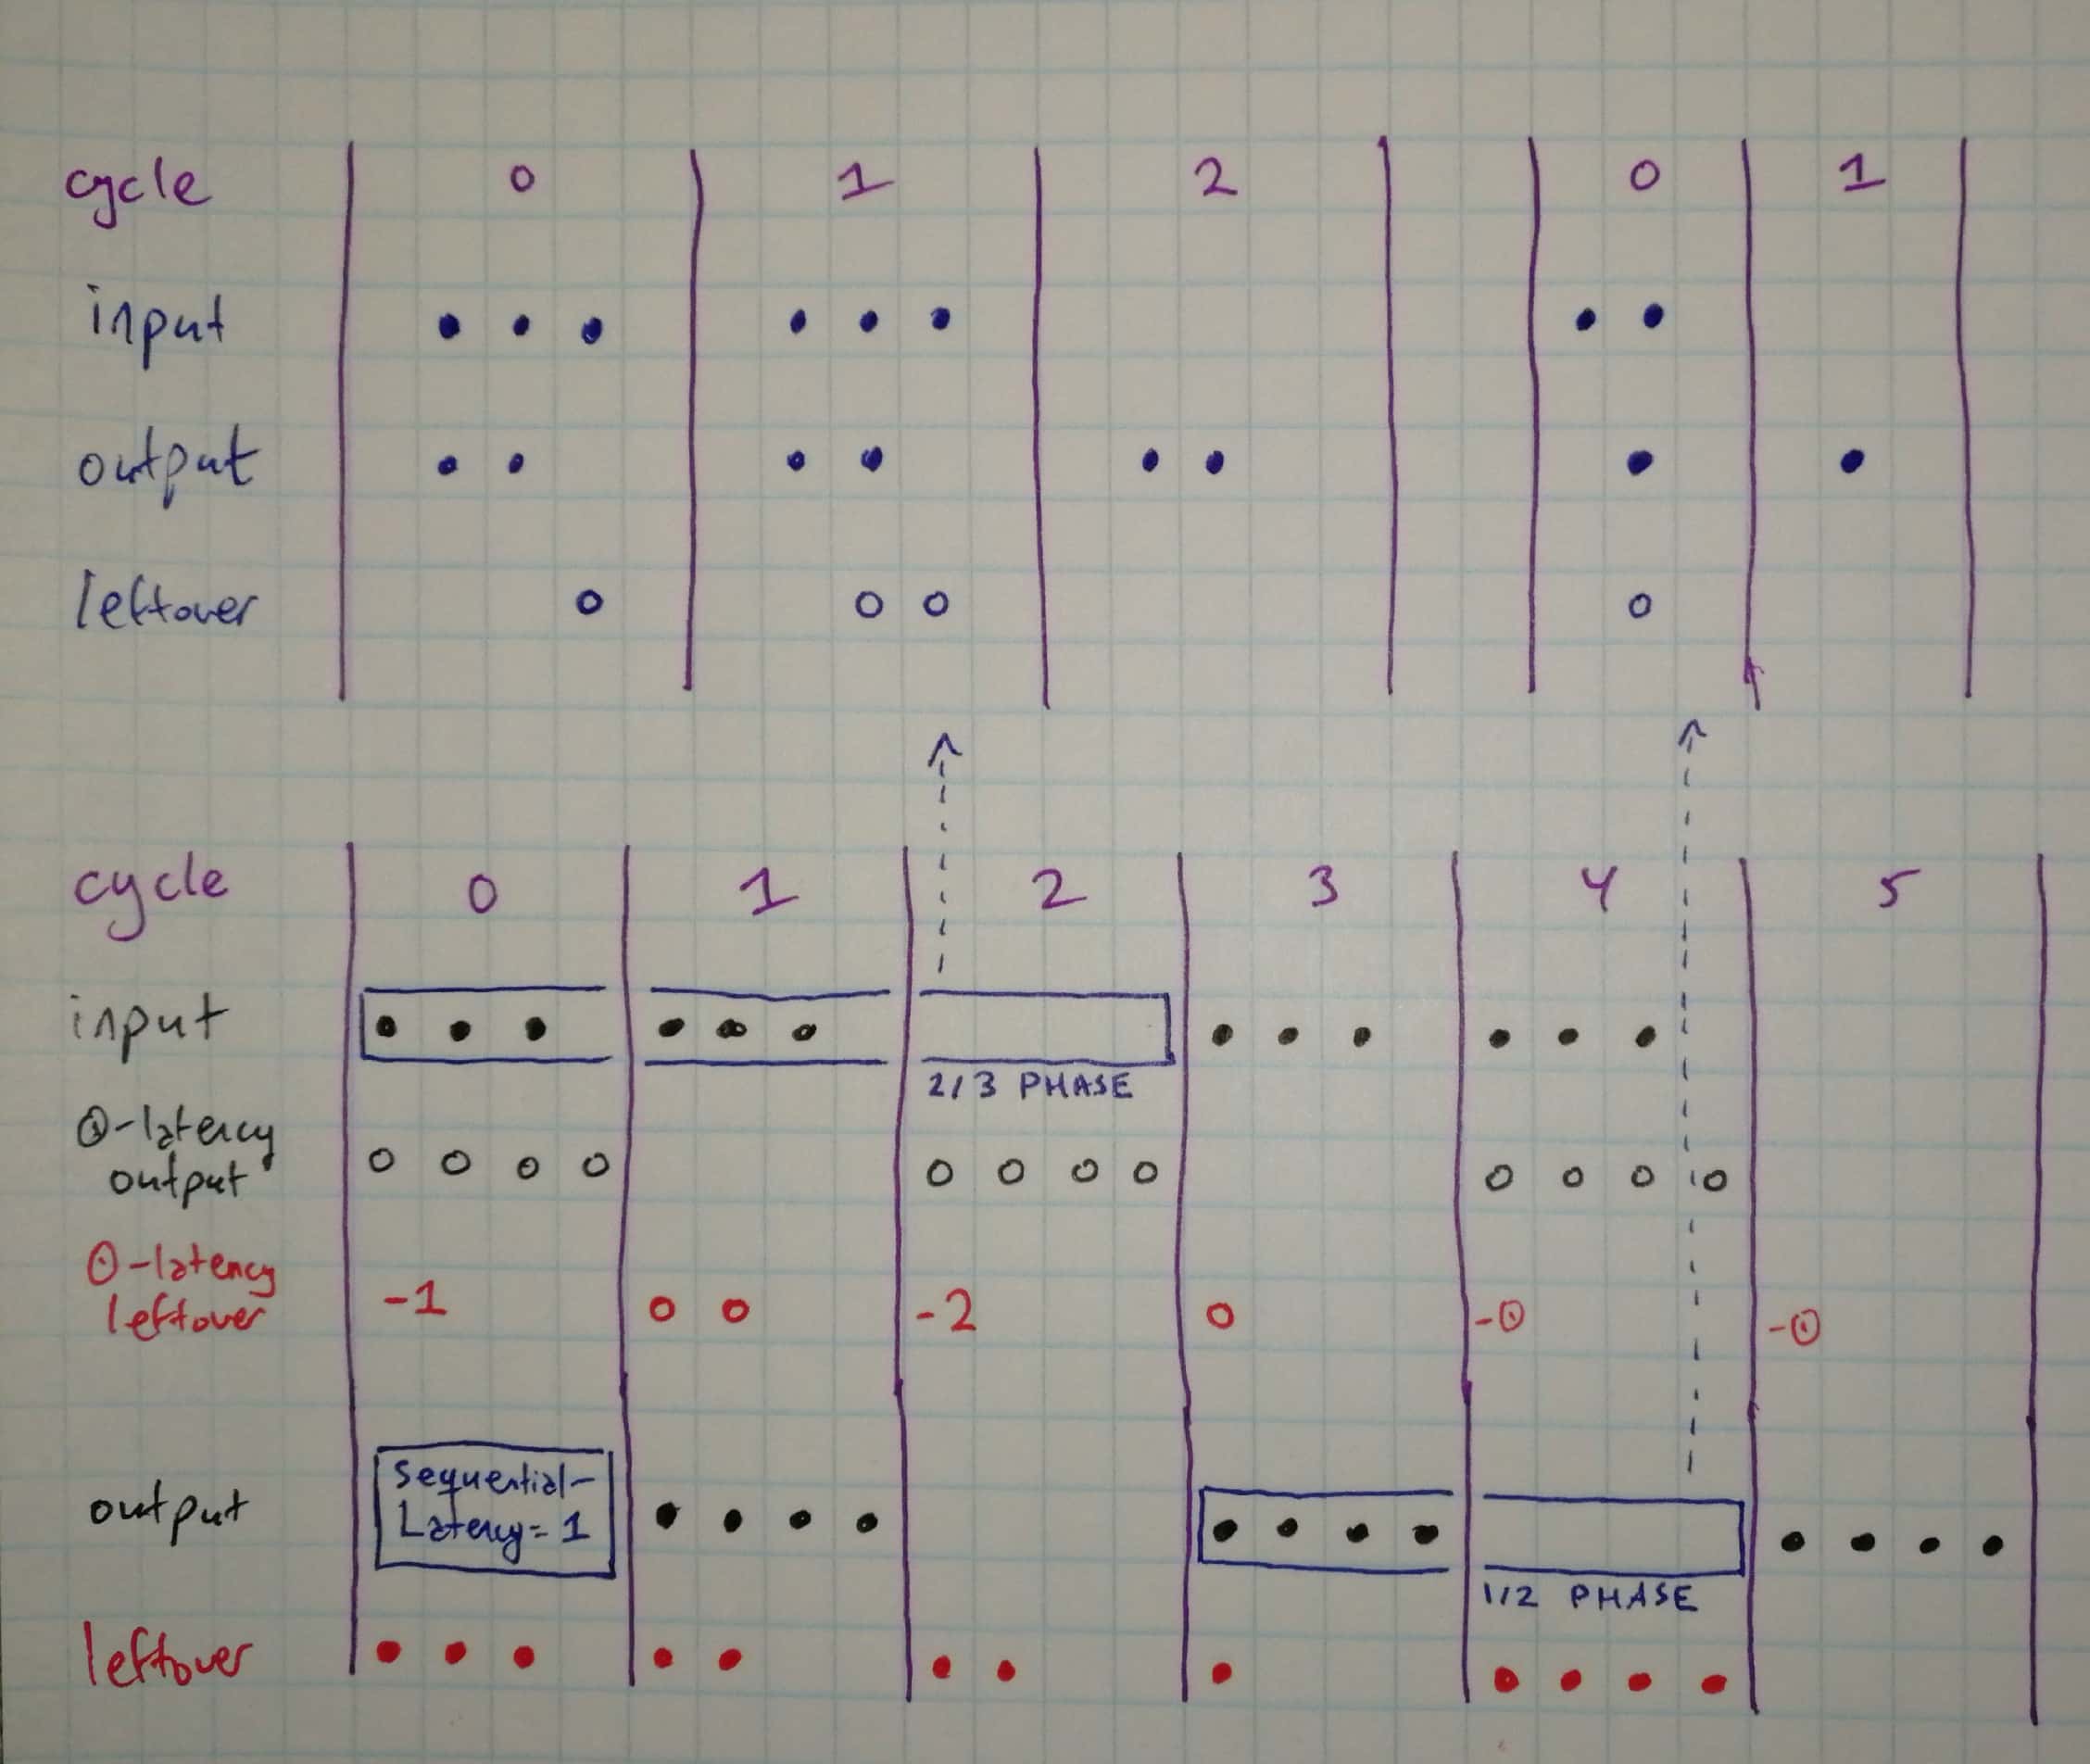 cycle 0 1 2 0 1
input
output
leftover
cycle 0 1 2 3 4 5
input
2/3 PHASE
0-latency
output
0-latency
leftover -1 -2 -0 -0
output Sequential-
Latency= 1
1/2 PHASE
leftover